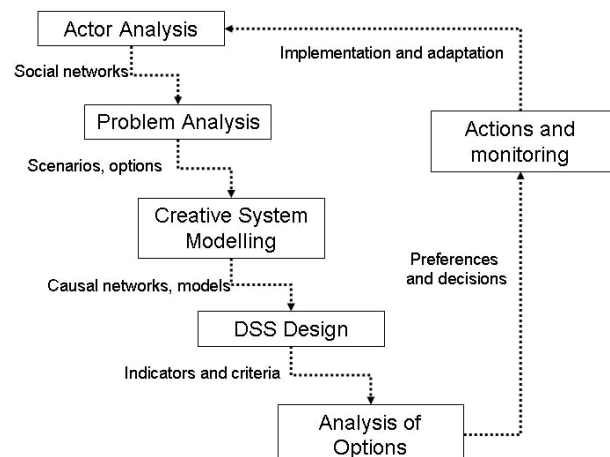 Actor Analysis
Implementation and adaptation
Social networks
Problem Analysis
Actions and
monitoring
Scenarios, options
Creative System
Modelling
Preferences
and decisions
Causal networks, models
DSS Design
Indicators and criteria
Analysis of
Options